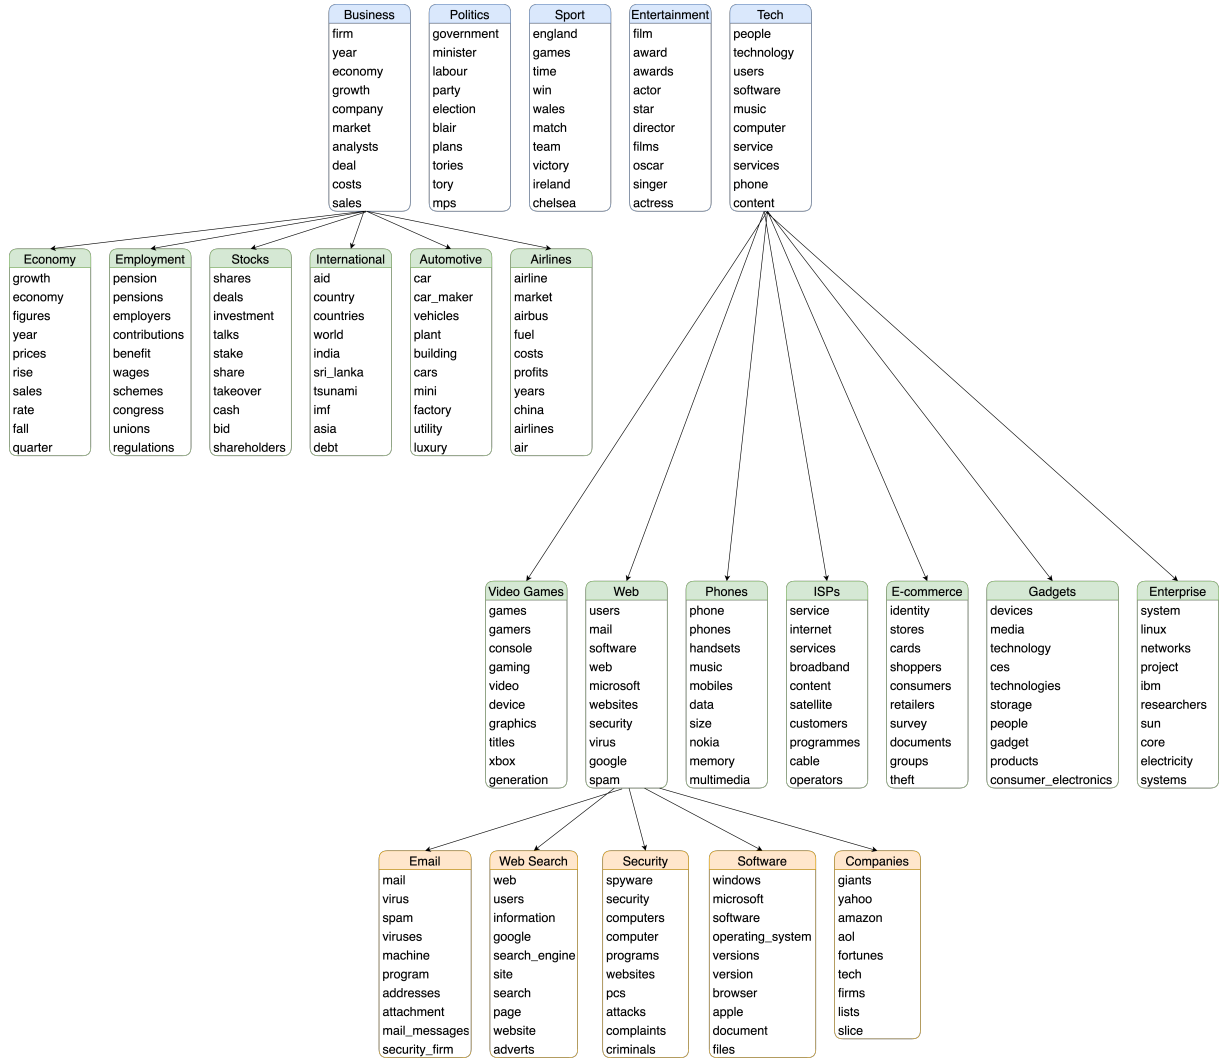 Business
firm
year
economy
growth
company
market
analysts
deal
costs
sales
Politics
government
minister
labour
party
election
blair
plans
tories
tory
mps
Sport
england
games
time
win
wales
match
team
victory
ireland
chelsea
Entertainment
film
award
awards
actor
star
director
films
oscar
singer
actress
Tech
people
technology
users
software
music
computer
service
services
phone
content
Economy
growth
economy
figures
year
prices
rise
sales
rate
fall
quarter
Employment
pension
pensions
employers
contributions
benefit
wages
schemes
congress
unions
regulations
Stocks
shares
deals
investment
talks
stake
share
takeover
cash
bid
shareholders
International
aid
country
countries
world
india
sri_lanka
tsunami
imf
asia
debt
Automotive
car
car_maker
vehicles
plant
building
cars
mini
factory
utility
luxury
Airlines
airline
market
airbus
fuel
costs
profits
years
china
airlines
air
Video Games
games
gamers
console
gaming
video
device
graphics
titles
xbox
generation
Web
users
mail
software
web
microsoft
websites
security
virus
google
spam
Phones
phone
phones
handsets
music
mobiles
data
size
nokia
memory
multimedia
ISPs
service
internet
services
broadband
content
satellite
customers
programmes
cable
operators
E-commerce
identity
stores
cards
shoppers
consumers
retailers
survey
documents
groups
theft
Gadgets
devices
media
technology
ces
technologies
storage
people
gadget
products
consumer_electronics
Enterprise
system
linux
networks
project
ibm
researchers
sun
core
electricity
systems
Email
mail
virus
spam
viruses
machine
program
addresses
attachment
mail_messages
security_firm
Web Search
web
users
information
google
search_engine
site
search
page
website
adverts
Security
spyware
security
computers
computer
programs
websites
pcs
attacks
complaints
criminals
Software
windows
microsoft
software
operating_system
versions
version
browser
apple
document
files
Companies
giants
yahoo
amazon
aol
fortunes
tech
firms
lists
slice